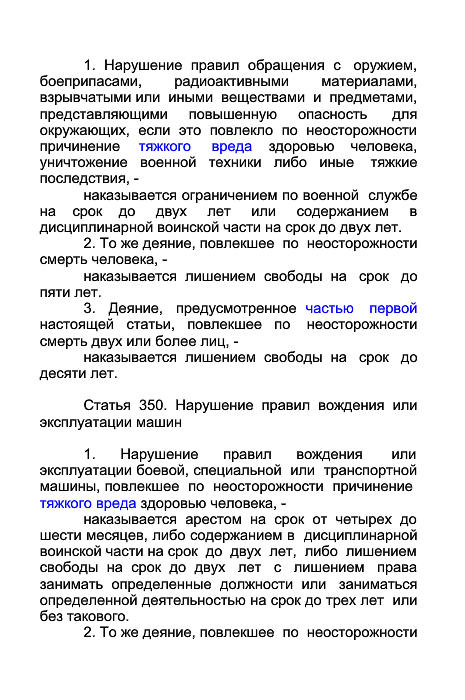 1. Нарушение правил обращения с оружием,
боеприпасами, радиоактивными материалами,
взрывчатыми или иными веществами и предметами,
представляющими повышенную опасность для
окружающих, если это повлекло по неосторожности
причинение тяжкого вреда здоровью человека,
уничтожение военной техники либо иные тяжкие
последствия, -
наказывается ограничением по военной службе
на срок до двух лет или содержанием в
дисциплинарной воинской части на срок до двух лет.
2. То же деяние, повлекшее по неосторожности
смерть человека, -
наказывается лишением свободы на срок до
пяти лет.
3. Деяние, предусмотренное частью первой
настоящей статьи, повлекшее по неосторожности
смерть двух или более лиц, -
наказывается лишением свободы на срок до
десяти лет.
Статья 350. Нарушение правил вождения или
эксплуатации машин
1. Нарушение правил вождения или
эксплуатации боевой, специальной или транспортной
машины, повлекшее по неосторожности причинение
тяжкого вреда здоровью человека, -
наказывается арестом на срок от четырех до
шести месяцев, либо содержанием в дисциплинарной
воинской части на срок до двух лет, либо лишением
свободы на срок до двух лет с лишением права
занимать определенные должности или заниматься
определенной деятельностью на срок до трех лет или
без такового.
2. То же деяние, повлекшее по неосторожности